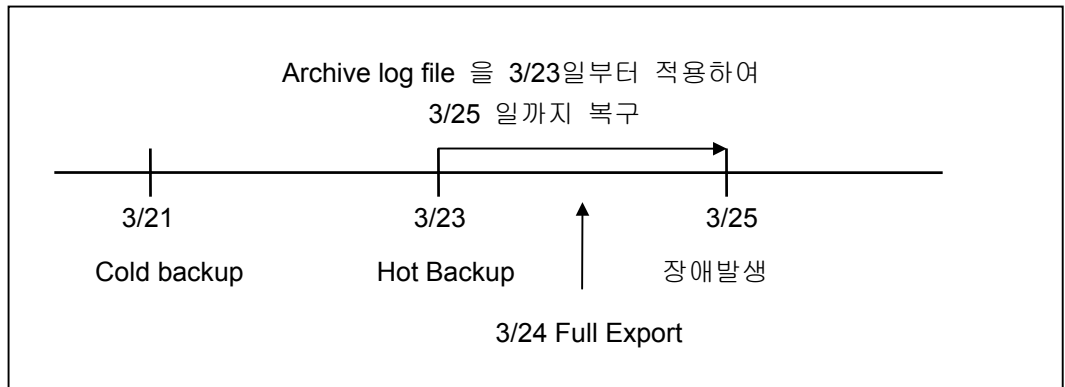 Archive log file 을 3/23일부터 적용하여
3/25 일까지 복구
3/21
3/23
3/25
Cold backup
Hot Backup
장애발생
3/24 Full Export